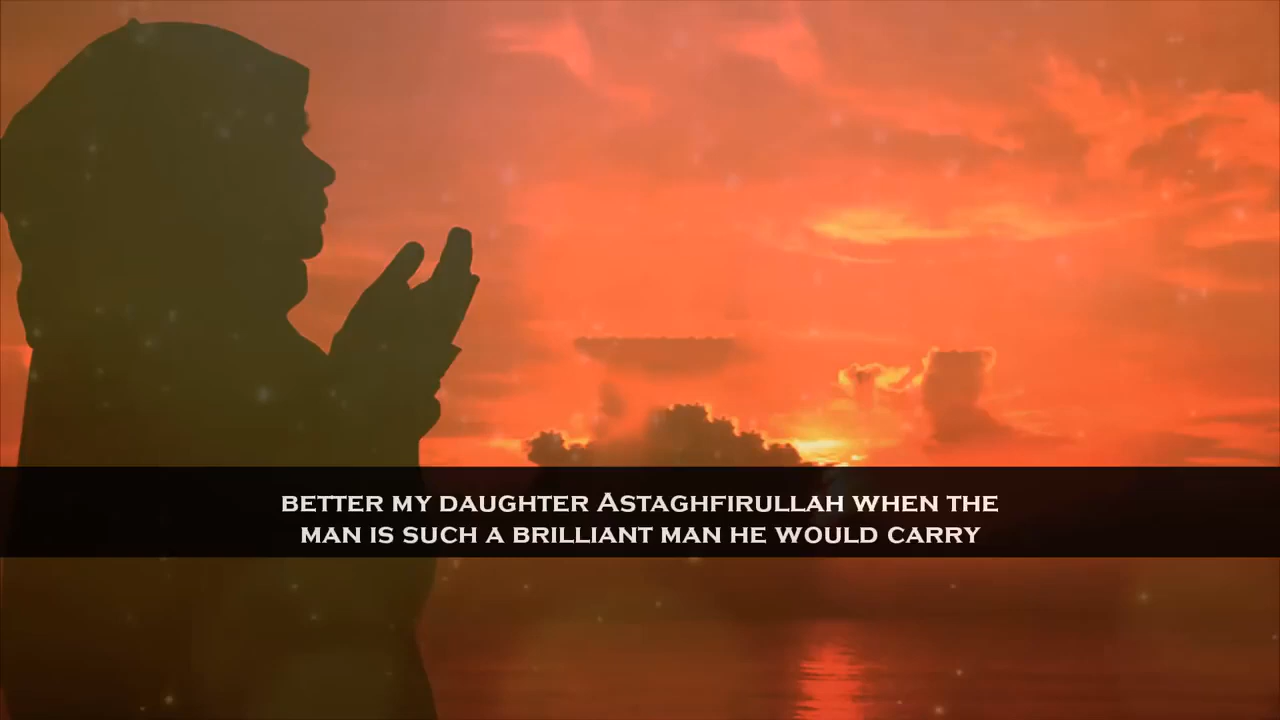 BETTER MY DAUGHTER ASTAGHFIRULLAH WHEN THE
MAN IS SUCH A BRILLIANT MAN HE WOULD CARRY